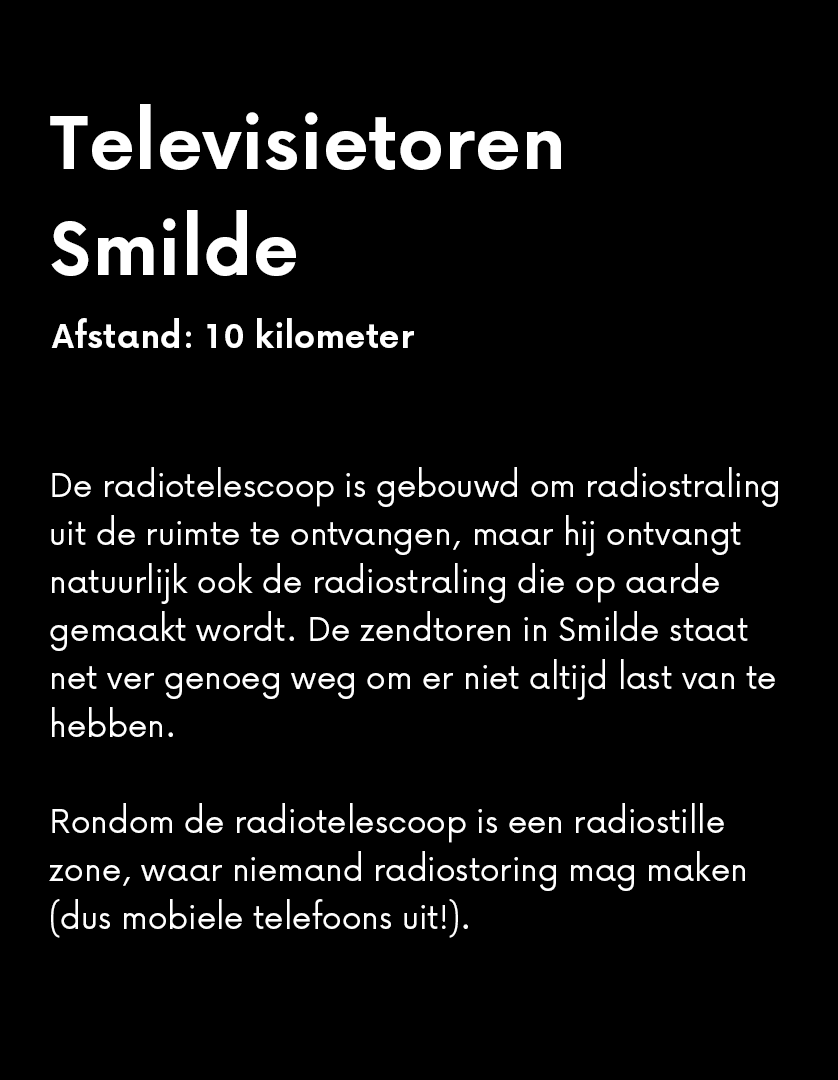 Televisietoren
Smilde
Afstand: 10 kilometer
De radiotelescoop is gebouwd om radiostraling
uit de ruimte te ontvangen, maar hij ontvangt
natuurlijk ook de radiostraling die op aarde
gemaakt wordt. De zendtoren in Smilde staat
net ver genoeg weg om er niet altijd last van te
hebben.
Rondom de radiotelescoop is een radiostille
zone, waar niemand radiostoring mag maken
(dus mobiele telefoons uit!).